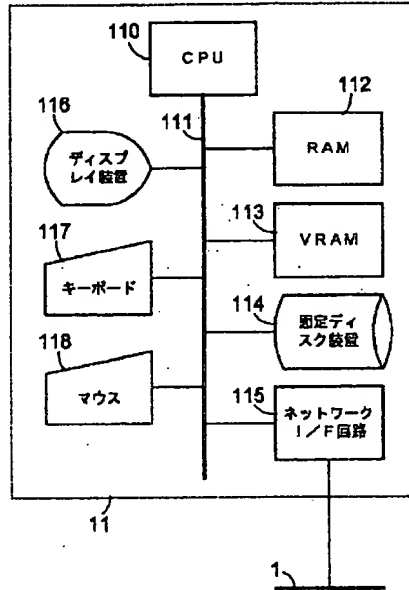 110
CPU
111
112
RAM
116
ディスプ
レイ装置
113
VRAM
117
キーボード
114
固定ディ
スク装置
118
マウス
115
ネットワーク
I/F回路
11
1